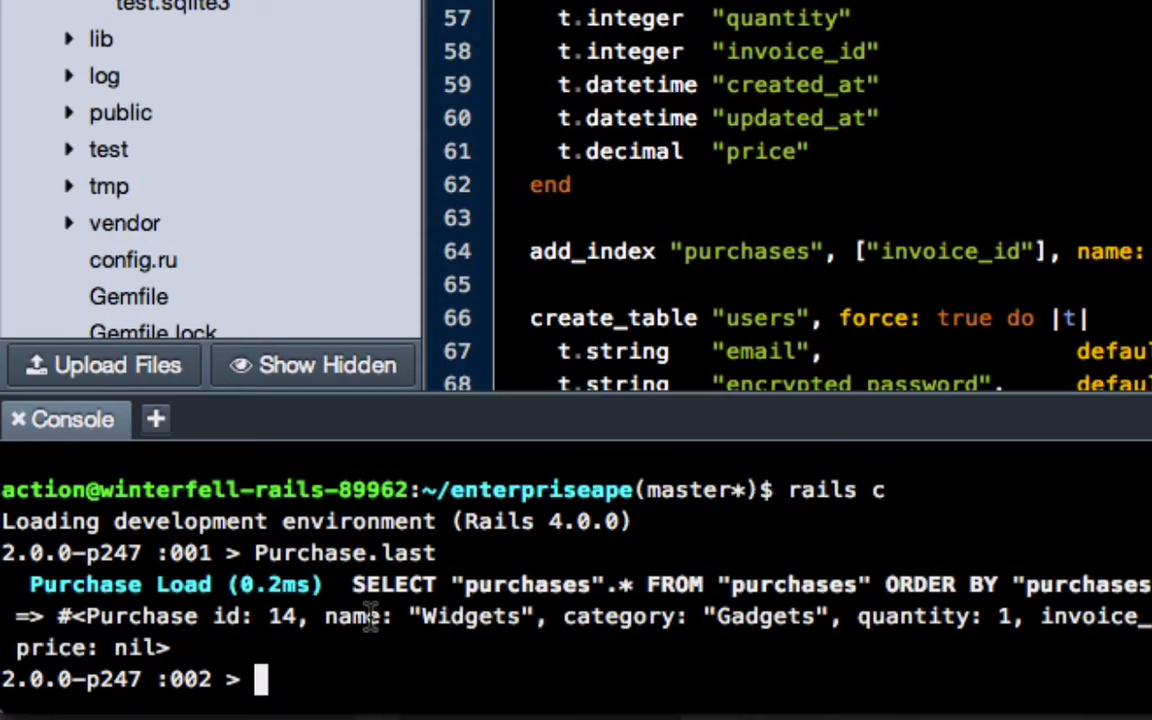 test.sqlite3
lib
log
public
test
tmp
vendor
config.ru
Gemfile
Gemfile.lock
Upload Files
Show Hidden
57 t.integer "quantity"
58 t.integer "invoice_id"
59 t.datetime "created_at"
60 t.datetime "updated_at"
61 t.decimal "price"
62 end
63
64 add_index "purchases", ["invoice_id"], name:
65
66 create_table "users", force: true do |t|
67 t.string "email", defaul
68 t.string "encrypted_password", defaul
Console
action@winterfell-rails-89962:~/enterpriseape(master*)$ rails c
Loading development environment (Rails 4.0.0)
2.0.0-p247 :001 > Purchase.last
Purchase Load (0.2ms) SELECT "purchases".* FROM "purchases" ORDER BY "purchases
=> #<Purchase id: 14, name: "Widgets", category: "Gadgets", quantity: 1, invoice_
price: nil>
2.0.0-p247 :002 >